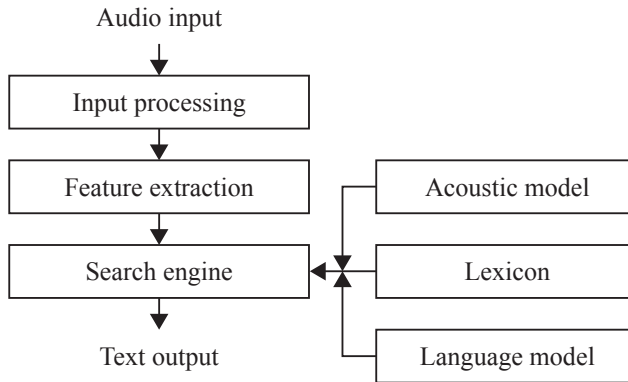 Audio input
Input processing
Feature extraction
Acoustic model
Search engine
Lexicon
Text output
Language model